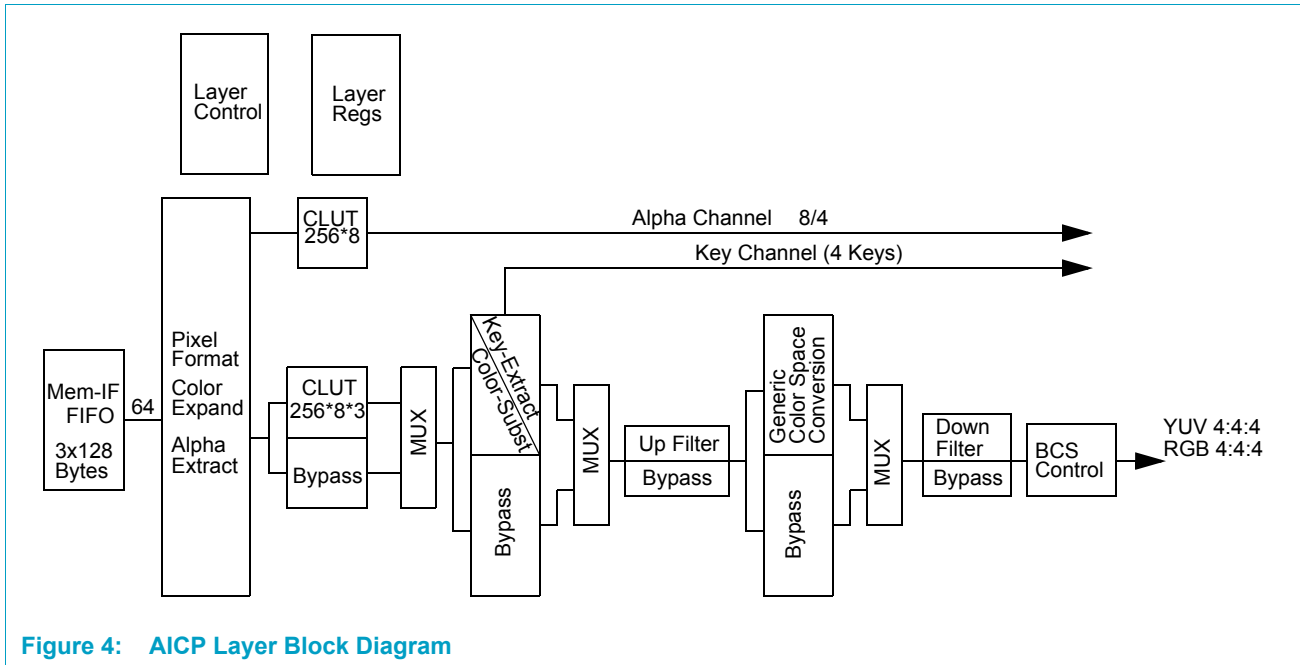 Layer
Control
Layer
Regs
CLUT
256*8
Alpha Channel 8/4
Key Channel (4 Keys)
Mem-IF
FIFO
3x128
Bytes
64
Pixel
Format
Color
Expand
Alpha
Extract
CLUT
256*8*3
Bypass
MUX
Key-Extract
Color-Subst
Bypass
MUX
Up Filter
Bypass
Generic
Color Space
Conversion
Bypass
MUX
Down
Filter
Bypass
BCS
Control
YUV 4:4:4
RGB 4:4:4
Figure 4: AICP Layer Block Diagram